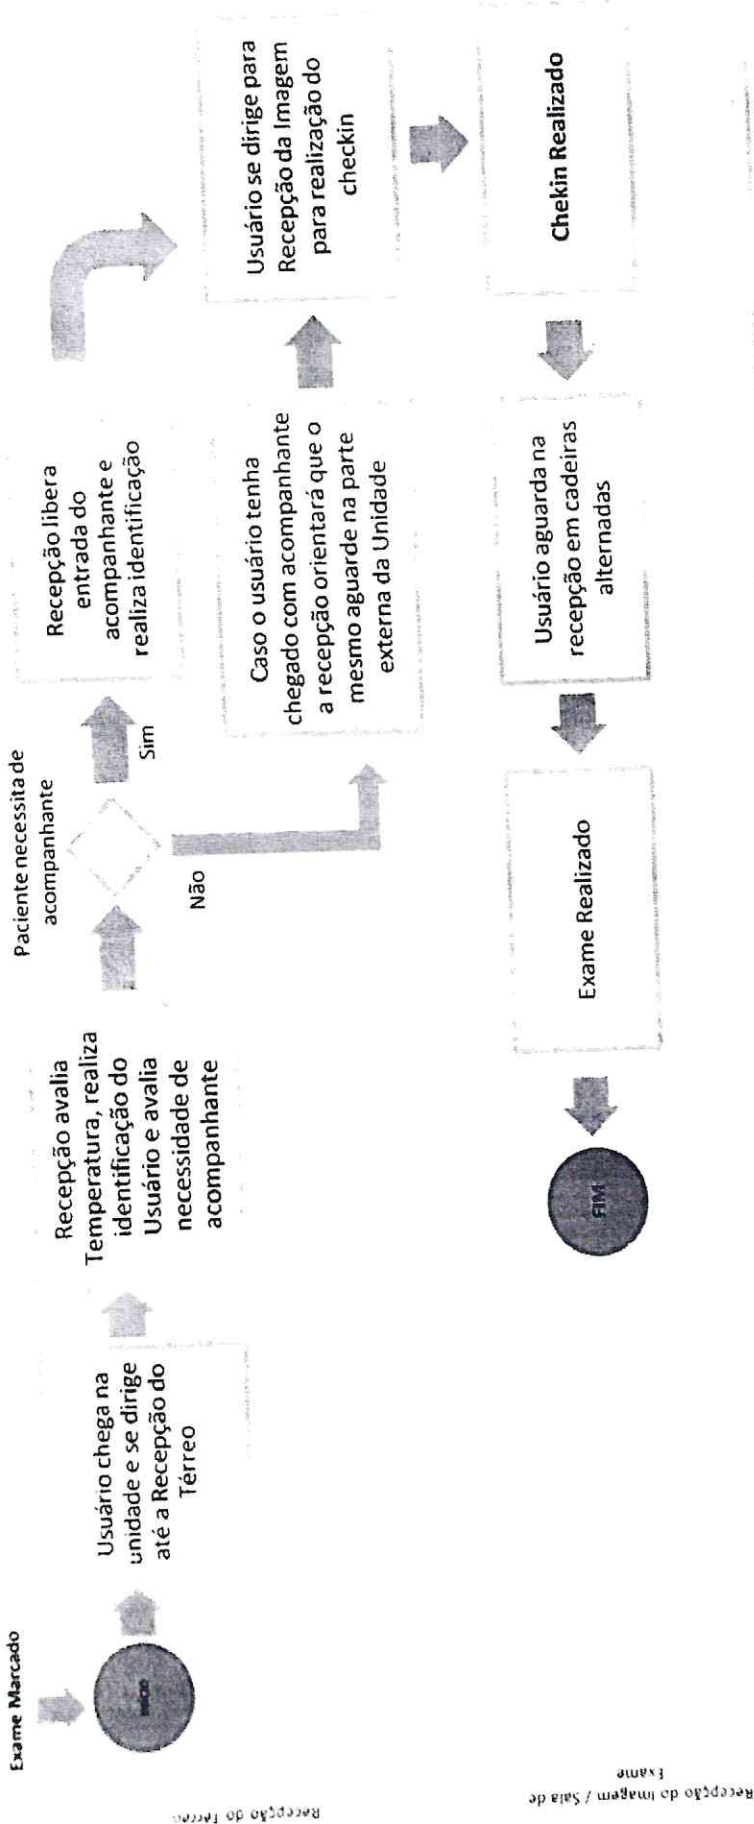 Exame Marcado
Início
Usuário chega na
unidade e se dirige
até a Recepção do
Térreo
Recepção avalia
Temperatura, realiza
identificação do
Usuário e avalia
necessidade de
acompanhante
Paciente necessita de
acompanhante
Sim
Não
Recepção libera
entrada do
acompanhante e
realiza identificação
Caso o usuário tenha
chegado com acompanhante
a recepção orientará que o
mesmo aguarde na parte
externa da Unidade
Usuário se dirige para
Recepção da Imagem
para realização do
checkin
Recepção do Térreo
Chekin Realizado
Usuário aguarda na
recepção em cadeiras
alternadas
Exame Realizado
FIM
Recepção do Imagem / Sala de
Exame